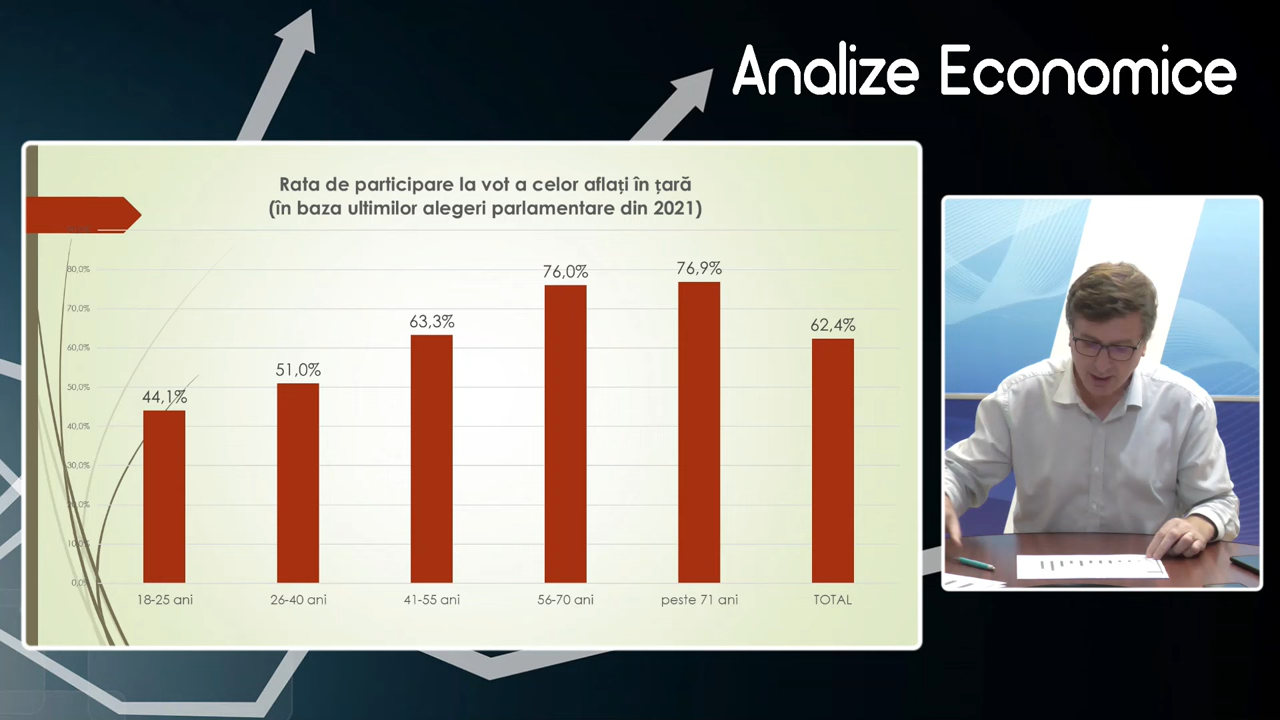 Analize Economice
Rata de participare la vot a celor aflați în țară
(în baza ultimilor alegeri parlamentare din 2021)
80,0%
70,0%
60,0%
50,0%
40,0%
30,0%
20,0%
10,0%
0,0%
44,1%
51,0%
63,3%
76,0%
76,9%
62,4%
18-25 ani
26-40 ani
41-55 ani
56-70 ani
peste 71 ani
TOTAL